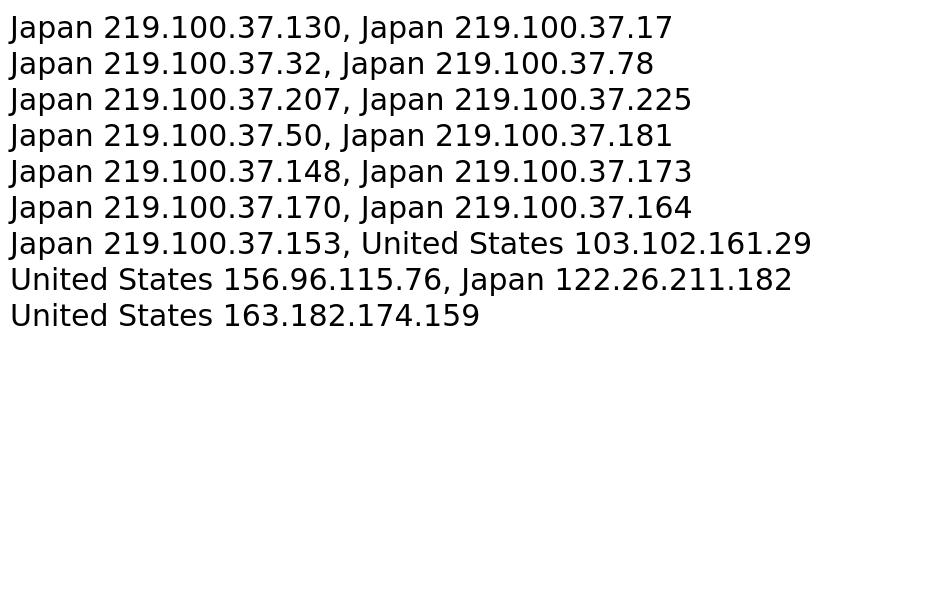 Japan 219.100.37.130, Japan 219.100.37.17
Japan 219.100.37.32, Japan 219.100.37.78
Japan 219.100.37.207, Japan 219.100.37.225
Japan 219.100.37.50, Japan 219.100.37.181
Japan 219.100.37.148, Japan 219.100.37.173
Japan 219.100.37.170, Japan 219.100.37.164
Japan 219.100.37.153, United States 103.102.161.29
United States 156.96.115.76, Japan 122.26.211.182
United States 163.182.174.159